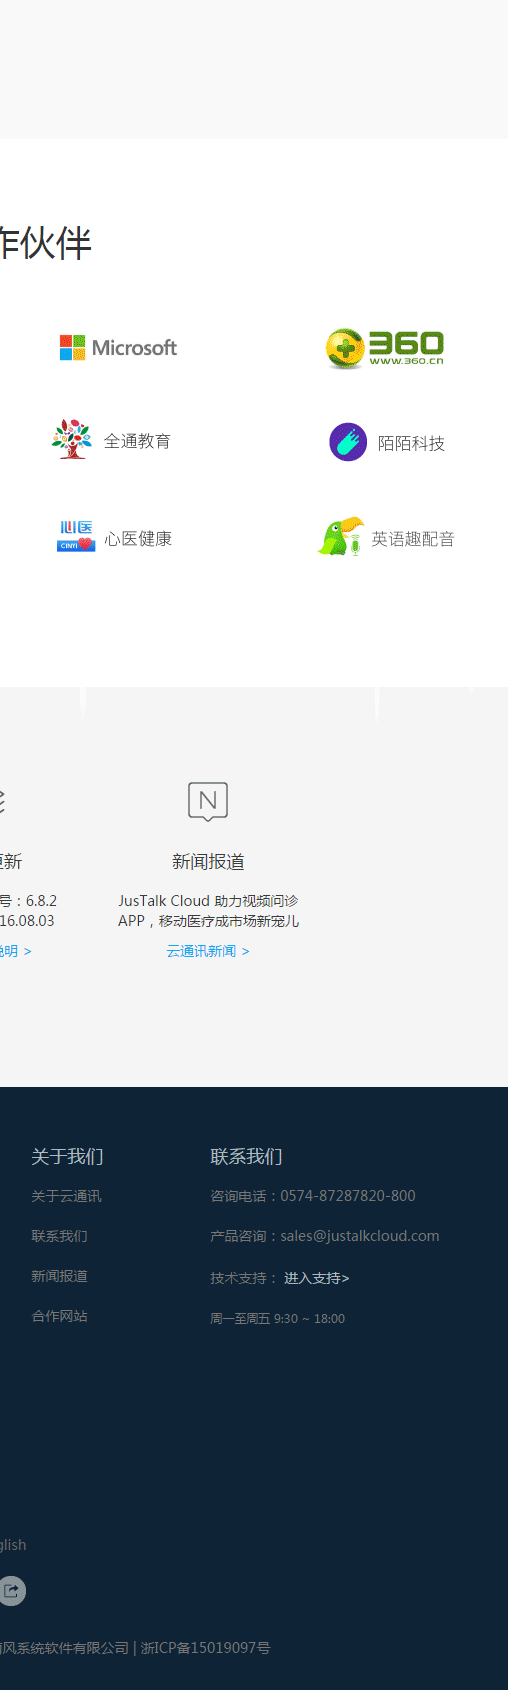 作伙伴
Microsoft
360
www.360.cn
全通教育
陌陌科技
心医
CINYI
心医健康
英语趣配音
N
更新
新闻报道
号：6.8.2
16.08.03
JusTalk Cloud 助力视频问诊
APP，移动医疗成市场新宠儿
明 >
云通讯新闻 >
关于我们
联系我们
关于云通讯
咨询电话：0574-87287820-800
联系我们
产品咨询：sales@justalkcloud.com
新闻报道
技术支持： 进入支持>
合作网站
周一至周五 9:30 ~ 18:00
glish
风系统软件有限公司 | 浙ICP备15019097号